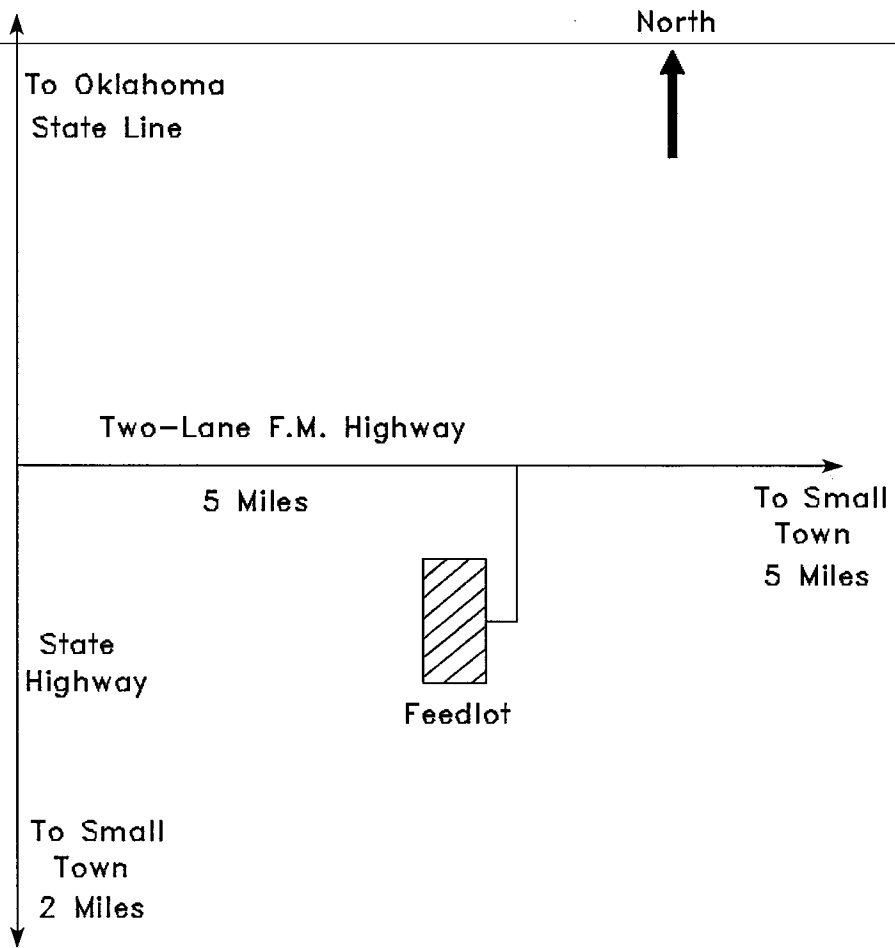 North
To Oklahoma
State Line
Two-Lane F.M. Highway
5 Miles
To Small
Town
5 Miles
State
Highway
Feedlot
To Small
Town
2 Miles